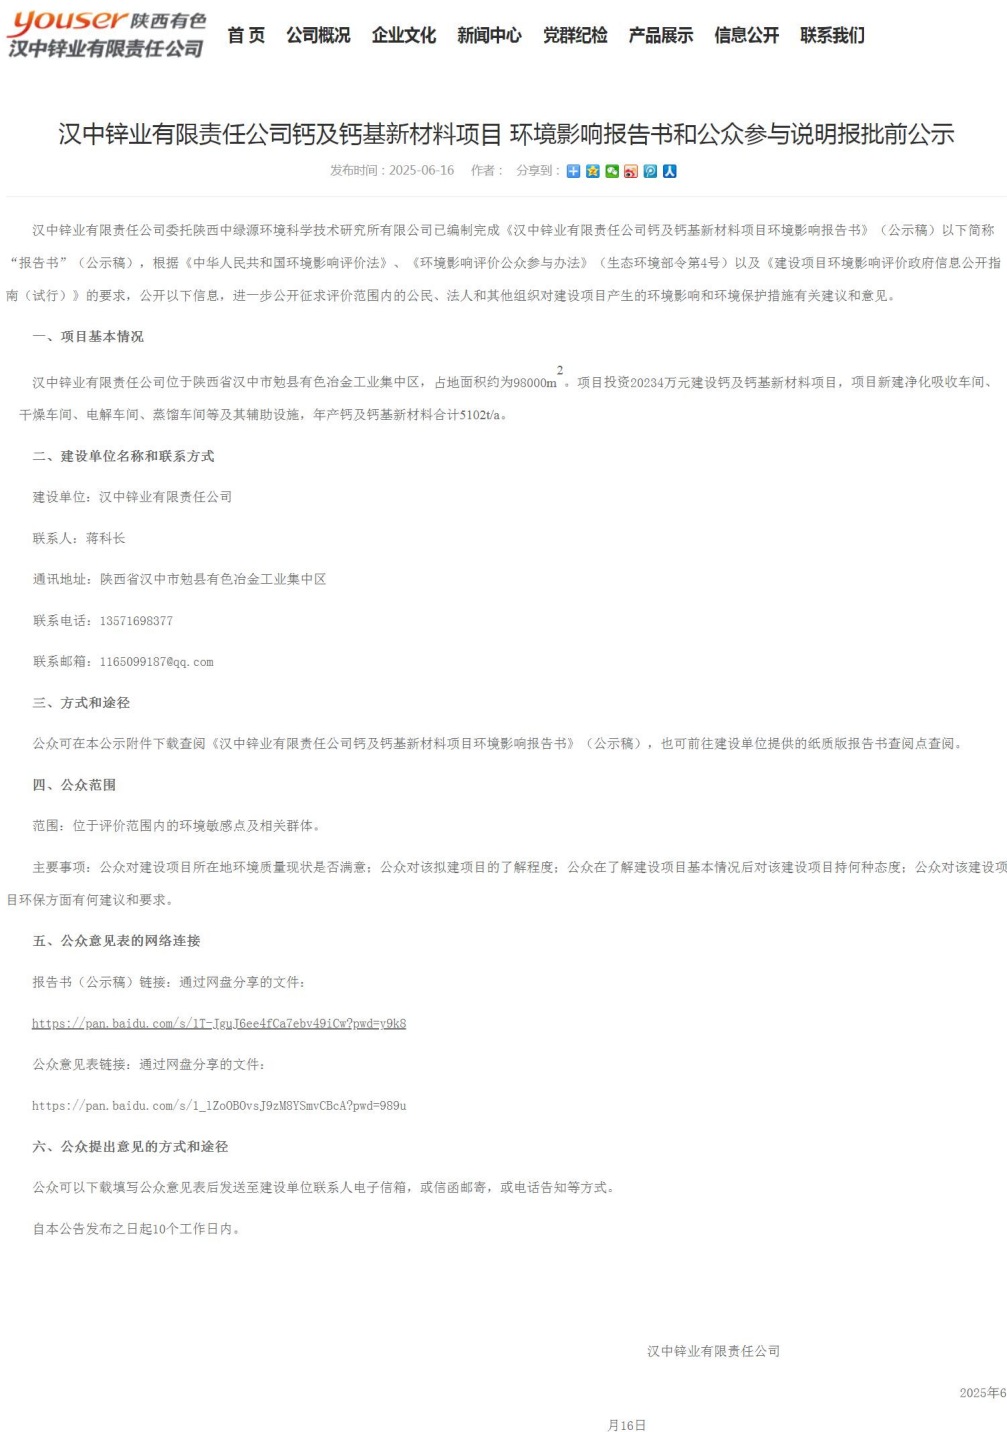 youser 陕西有色
汉中锌业有限责任公司
首 页 公司概况 企业文化 新闻中心 党群纪检 产品展示 信息公开 联系我们
汉中锌业有限责任公司钙及钙基新材料项目 环境影响报告书和公众参与说明报批前公示
发布时间：2025-06-16 作者： 分享到：
汉中锌业有限责任公司委托陕西中绿源环境科学技术研究所有限公司已编制完成《汉中锌业有限责任公司钙及钙基新材料项目环境影响报告书》（公示稿）以下简称
“报告书”（公示稿），根据《中华人民共和国环境影响评价法》、《环境影响评价公众参与办法》（生态环境部令第4号）以及《建设项目环境影响评价政府信息公开指
南（试行）》的要求，公开以下信息，进一步公开征求评价范围内的公民、法人和其他组织对建设项目产生的环境影响和环境保护措施有关建议和意见。
一、项目基本情况
汉中锌业有限责任公司位于陕西省汉中市勉县有色冶金工业集中区，占地面积约为98000m²。项目投资20234万元建设钙及钙基新材料项目，项目新建净化吸收车间、
干燥车间、电解车间、蒸馏车间等及其辅助设施，年产钙及钙基新材料合计5102t/a。
二、建设单位名称和联系方式
建设单位：汉中锌业有限责任公司
联系人：蒋科长
通讯地址：陕西省汉中市勉县有色冶金工业集中区
联系电话：13571698377
联系邮箱：1165099187@qq.com
三、方式和途径
公众可在本公示附件下载查阅《汉中锌业有限责任公司钙及钙基新材料项目环境影响报告书》（公示稿），也可前往建设单位提供的纸质版报告书查阅点查阅。
四、公众范围
范围：位于评价范围内的环境敏感点及相关群体。
主要事项：公众对建设项目所在地环境质量现状是否满意；公众对该拟建项目的了解程度；公众在了解建设项目基本情况后对该建设项目持何种态度；公众对该建设项
目环保方面有何建议和要求。
五、公众意见表的网络连接
报告书（公示稿）链接：通过网盘分享的文件：
https://pan.baidu.com/s/1T-JguJ6ee4fCa7ebv49iCw?pwd=y9k8
公众意见表链接：通过网盘分享的文件：
https://pan.baidu.com/s/1_lZoOBOvsJ9zM8YSmvCBcA?pwd=989u
六、公众提出意见的方式和途径
公众可以下载填写公众意见表后发送至建设单位联系人电子信箱，或信函邮寄，或电话告知等方式。
自本公告发布之日起10个工作日内。
汉中锌业有限责任公司
2025年6
月16日